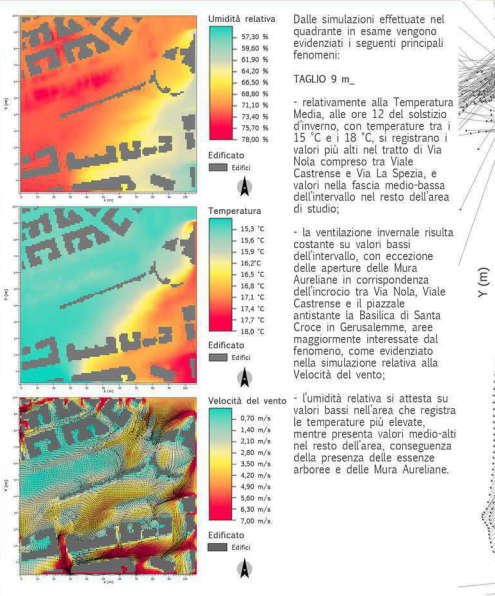 Umidità relativa
57,30 %
59,60 %
61,90 %
64,20 %
66,50 %
68,80 %
71,10 %
73,40 %
75,70 %
78,00 %
Edificato
Edifici
Y (m)
X (m)
Temperatura
15,3 °C
15,6 °C
15,9 °C
16,2°C
16,5 °C
16,8 °C
17,1 °C
17,4 °C
17,7 °C
18,0 °C
Edificato
Edifici
Y (m)
X (m)
Velocità del vento
0,70 m/s
1,40 m/s
2,10 m/s
2,80 m/s
3,50 m/s
4,20 m/s
4,90 m/s
5,60 m/s
6,30 m/s
7,00 m/s
Edificato
Edifici
Y (m)
X (m)
Dalle simulazioni effettuate nel
quadrante in esame vengono
evidenziati i seguenti principali
fenomeni:
TAGLIO 9 m_
- relativamente alla Temperatura
Media, alle ore 12 del solstizio
d'inverno, con temperature tra i
15 °C e i 18 °C, si registrano i
valori più alti nel tratto di Via
Nola compreso tra Viale
Castrense e Via La Spezia, e
valori nella fascia medio-bassa
dell'intervallo nel resto dell'area
di studio;
- la ventilazione invernale risulta
costante su valori bassi
dell'intervallo, con eccezione
delle aperture delle Mura
Aureliane in corrispondenza
dell'incrocio tra Via Nola, Viale
Castrense e il piazzale
antistante la Basilica di Santa
Croce in Gerusalemme, aree
maggiormente interessate dal
fenomeno, come evidenziato
nella simulazione relativa alla
Velocità del vento;
- l'umidità relativa si attesta su
valori bassi nell'area che registra
le temperature più elevate,
mentre presenta valori medio-alti
nel resto dell'area, conseguenza
della presenza delle essenze
arboree e delle Mura Aureliane.
Y (m)